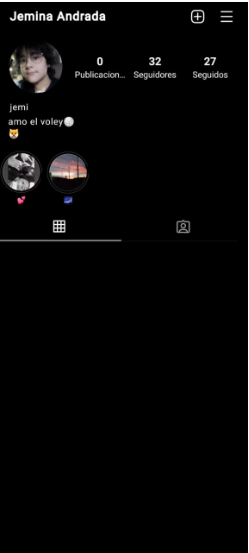 Jemina Andrada
0 32 27
Publicacion... Seguidores Seguidos
jemi
amo el voley🏐
🐯
💕 🌌